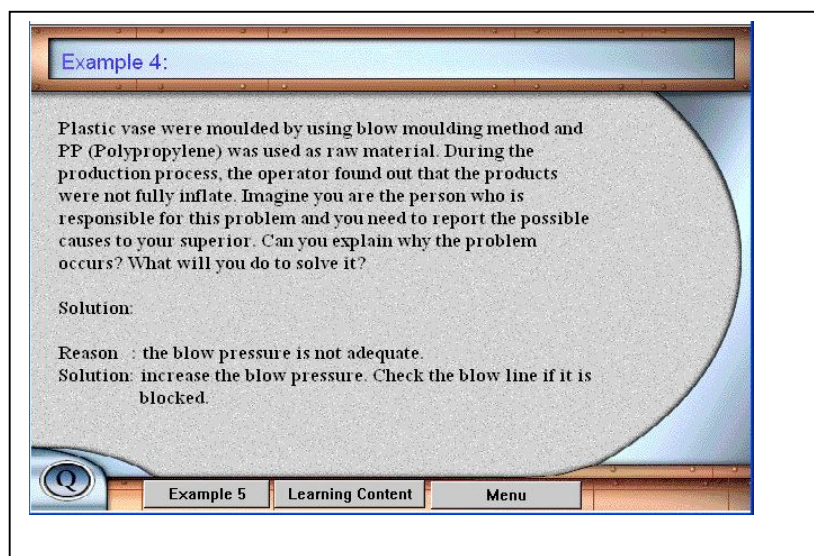 Example 4:
Plastic vase were moulded by using blow moulding method and
PP (Polypropylene) was used as raw material. During the
production process, the operator found out that the products
were not fully inflate. Imagine you are the person who is
responsible for this problem and you need to report the possible
causes to your superior. Can you explain why the problem
occurs? What will you do to solve it?
Solution:
Reason : the blow pressure is not adequate.
Solution: increase the blow pressure. Check the blow line if it is
blocked.
Q
Example 5 Learning Content Menu